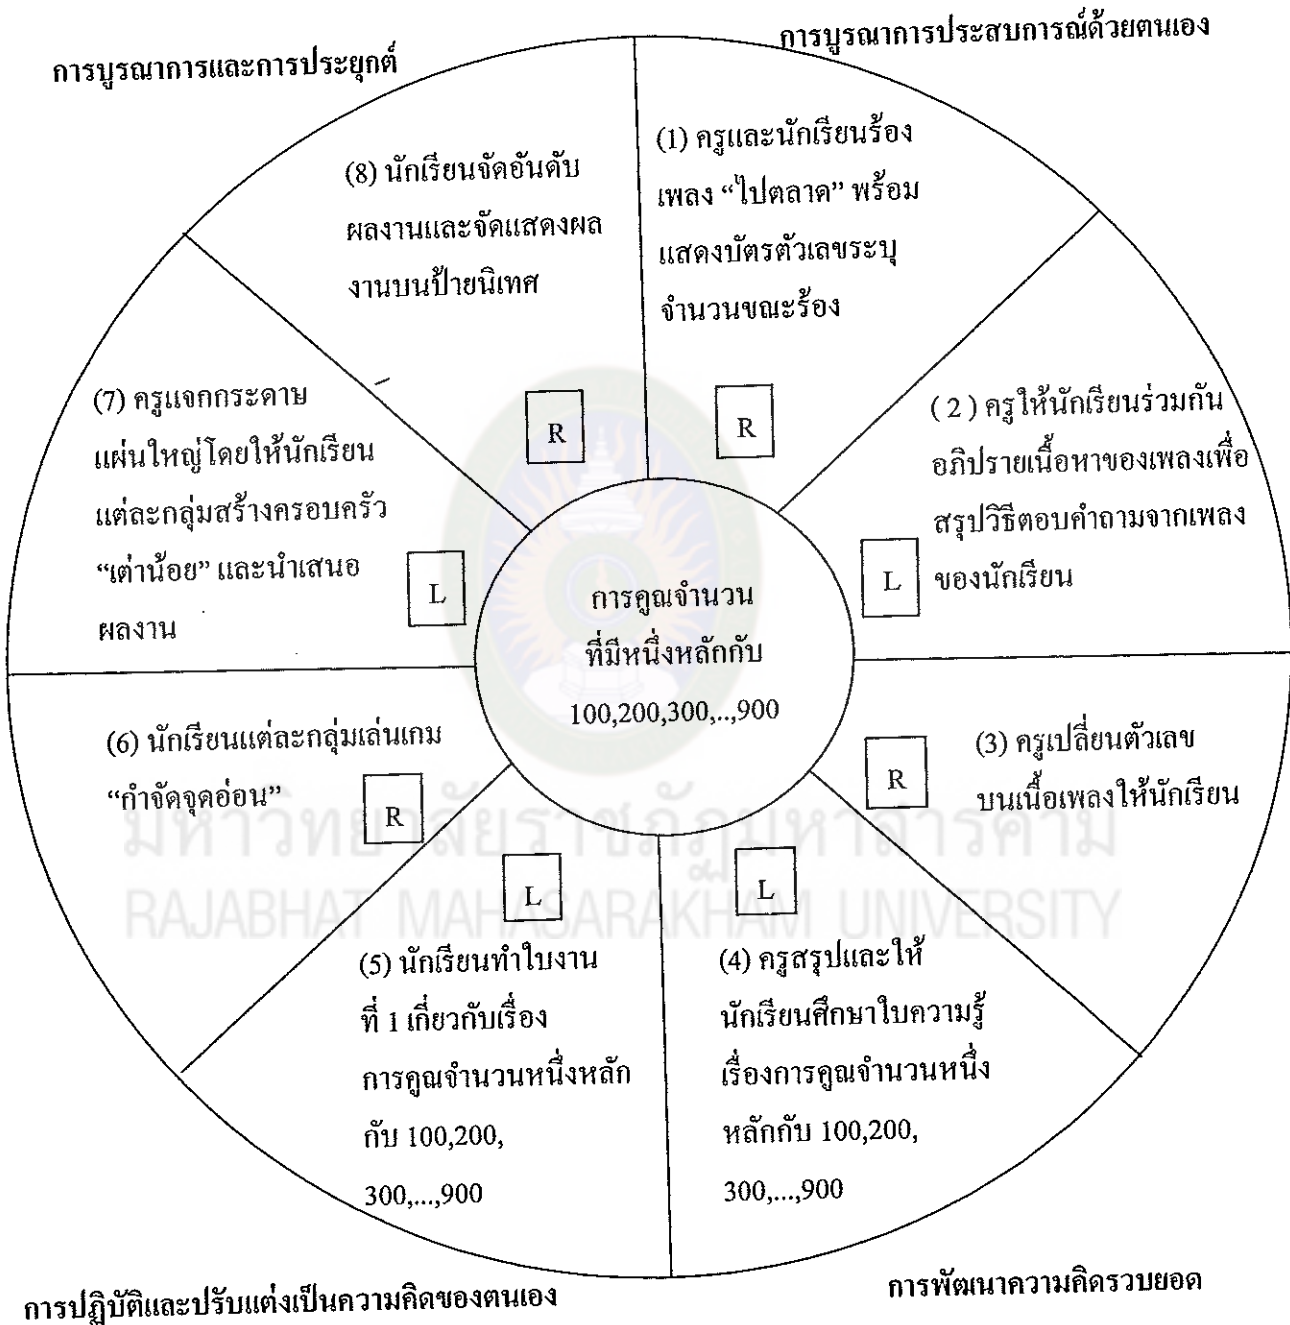 การบูรณาการและการประยุกต์
การบูรณาการประสบการณ์ด้วยตนเอง
(1) ครูและนักเรียนร้อง
เพลง “ไปตลาด” พร้อม
แสดงบัตรตัวเลขระบุ
จำนวนขณะร้อง
R
( 2 ) ครูให้นักเรียนร่วมกัน
อภิปรายเนื้อหาของเพลงเพื่อ
สรุปวิธีตอบคำถามจากเพลง
ของนักเรียน
L
(3) ครูเปลี่ยนตัวเลข
บนเนื้อเพลงให้นักเรียน
R
(4) ครูสรุปและให้
นักเรียนศึกษาใบความรู้
เรื่องการคูณจำนวนหนึ่ง
หลักกับ 100,200,
300,...,900
L
(5) นักเรียนทำใบงาน
ที่ 1 เกี่ยวกับเรื่อง
การคูณจำนวนหนึ่งหลัก
กับ 100,200,
300,...,900
L
(6) นักเรียนแต่ละกลุ่มเล่นเกม
“กำจัดจุดอ่อน”
R
(7) ครูแจกกระดาษ
แผ่นใหญ่โดยให้นักเรียน
แต่ละกลุ่มสร้างครอบครัว
“เต่าน้อย” และนำเสนอ
ผลงาน
L
(8) นักเรียนจัดอันดับ
ผลงานและจัดแสดงผล
งานบนป้ายนิเทศ
R
การคูณจำนวน
ที่มีหนึ่งหลักกับ
100,200,300,..,900
มหาวิทยาลัยราชภัฏมหาสารคาม
RAJABHAT MAHASARAKHAM UNIVERSITY
การปฏิบัติและปรับแต่งเป็นความคิดของตนเอง
การพัฒนาความคิดรวบยอด